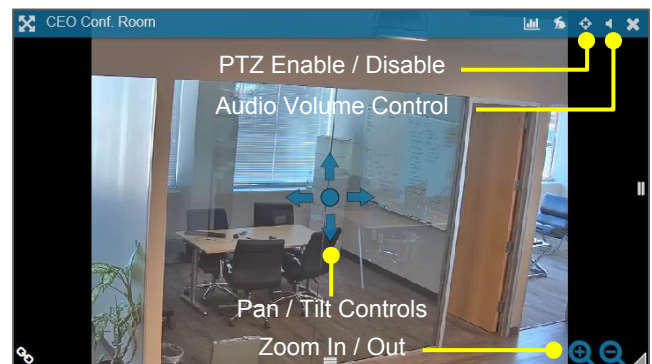 CEO Conf. Room
PTZ Enable / Disable
Audio Volume Control
Pan / Tilt Controls
Zoom In / Out